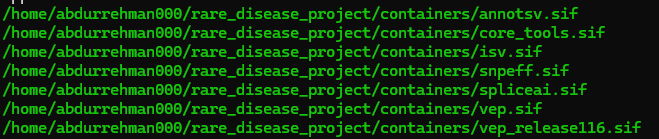 /home/abdurrehman000/rare_disease_project/containers/annotsv.sif
/home/abdurrehman000/rare_disease_project/containers/core_tools.sif
/home/abdurrehman000/rare_disease_project/containers/isv.sif
/home/abdurrehman000/rare_disease_project/containers/snpeff.sif
/home/abdurrehman000/rare_disease_project/containers/spliceai.sif
/home/abdurrehman000/rare_disease_project/containers/vep.sif
/home/abdurrehman000/rare_disease_project/containers/vep_release116.sif